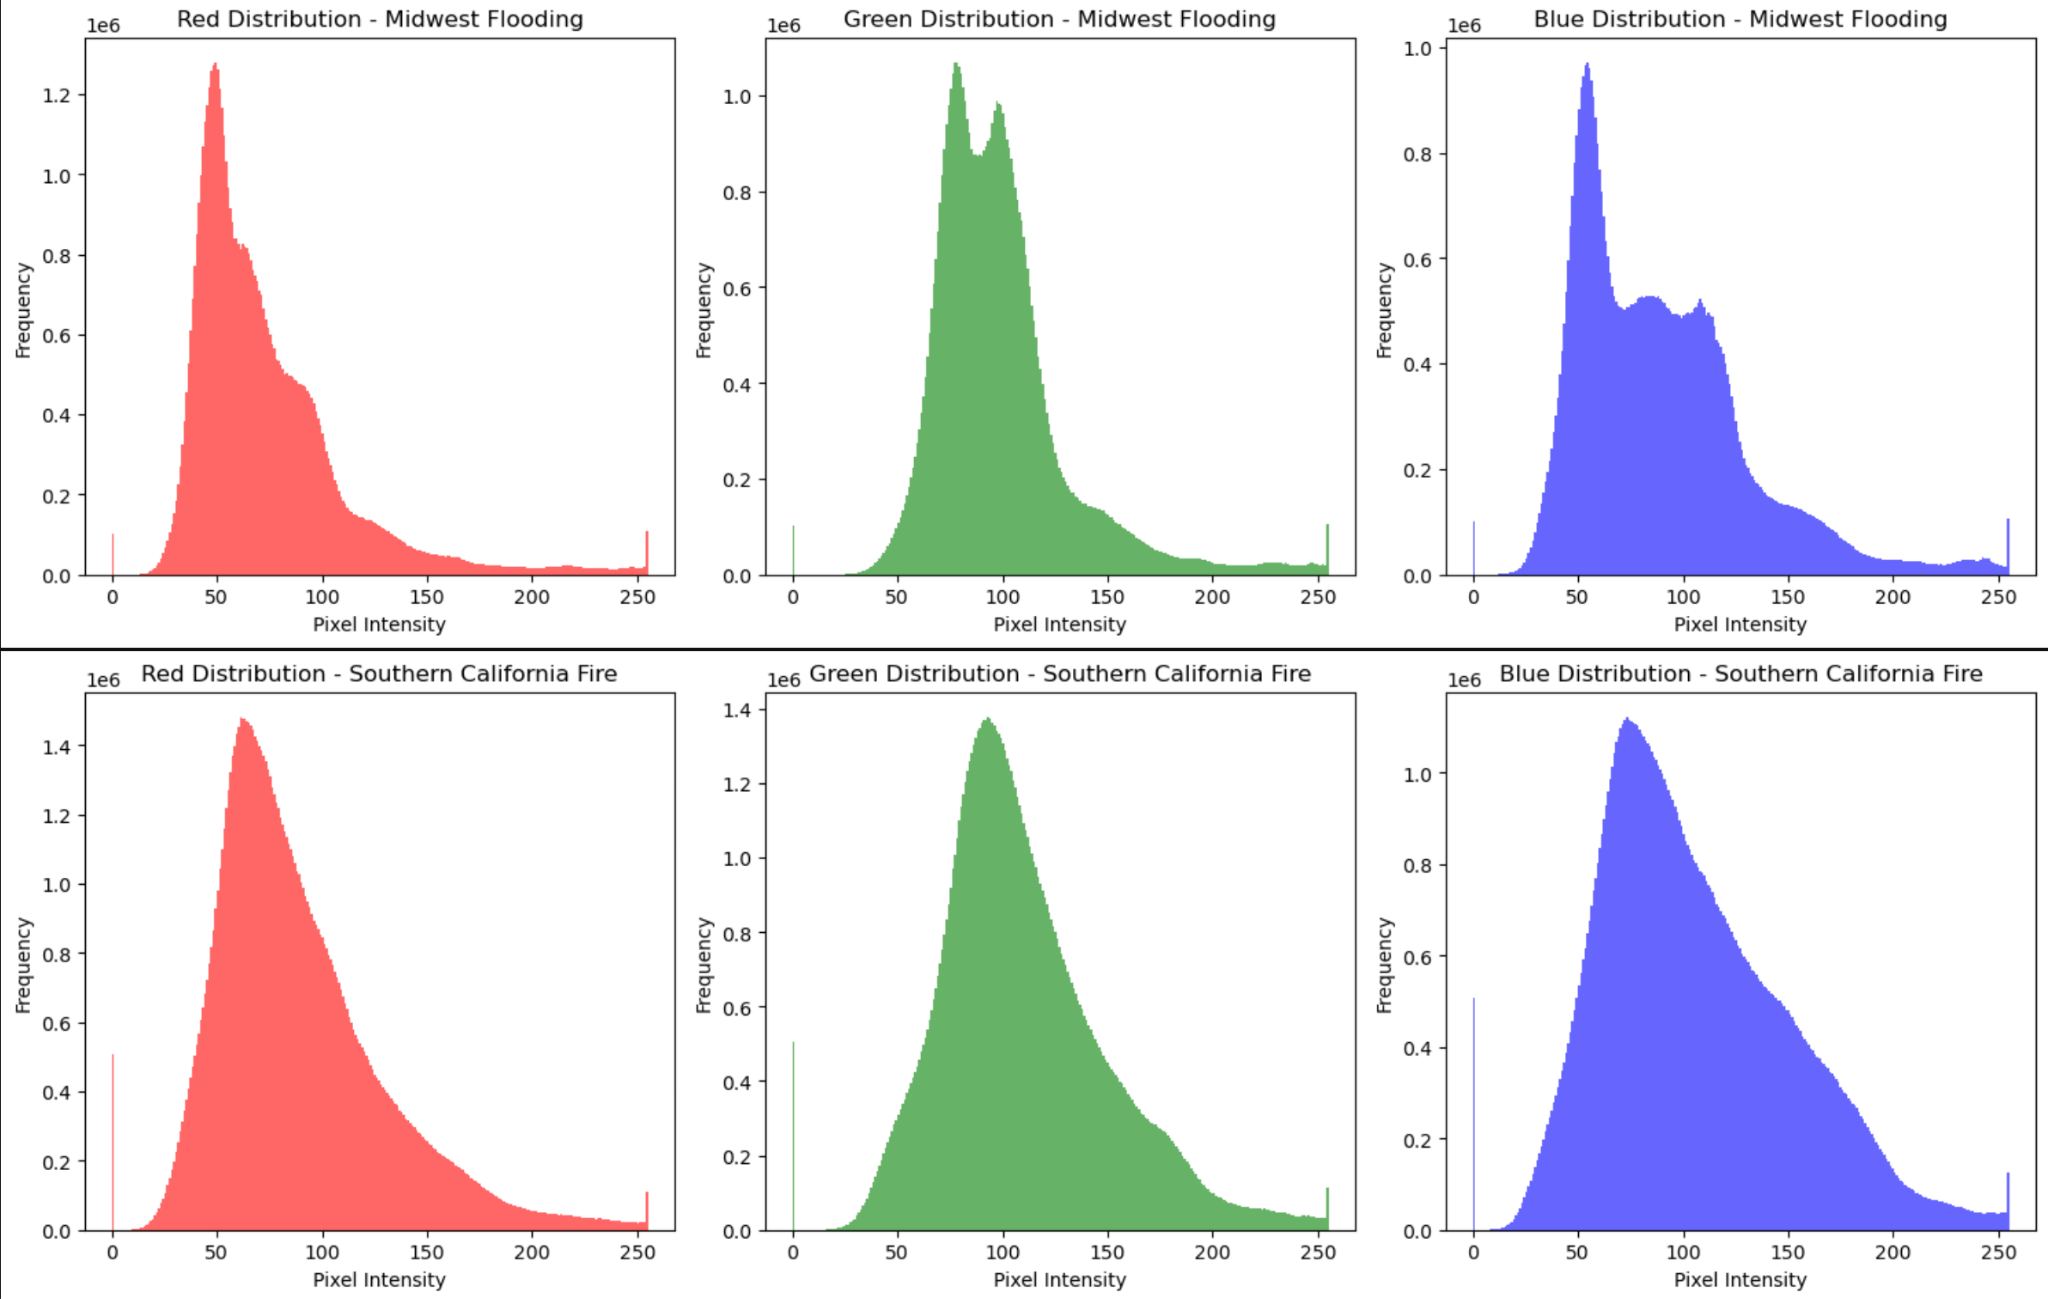 Red Distribution - Midwest Flooding
1e6
1.2
1.0
0.8
0.6
0.4
0.2
0.0
Frequency
0 50 100 150 200 250
Pixel Intensity
Green Distribution - Midwest Flooding
1e6
1.0
0.8
0.6
0.4
0.2
0.0
Frequency
0 50 100 150 200 250
Pixel Intensity
Blue Distribution - Midwest Flooding
1e6
1.0
0.8
0.6
0.4
0.2
0.0
Frequency
0 50 100 150 200 250
Pixel Intensity
Red Distribution - Southern California Fire
1e6
1.4
1.2
1.0
0.8
0.6
0.4
0.2
0.0
Frequency
0 50 100 150 200 250
Pixel Intensity
Green Distribution - Southern California Fire
1e6
1.4
1.2
1.0
0.8
0.6
0.4
0.2
0.0
Frequency
0 50 100 150 200 250
Pixel Intensity
Blue Distribution - Southern California Fire
1e6
1.0
0.8
0.6
0.4
0.2
0.0
Frequency
0 50 100 150 200 250
Pixel Intensity